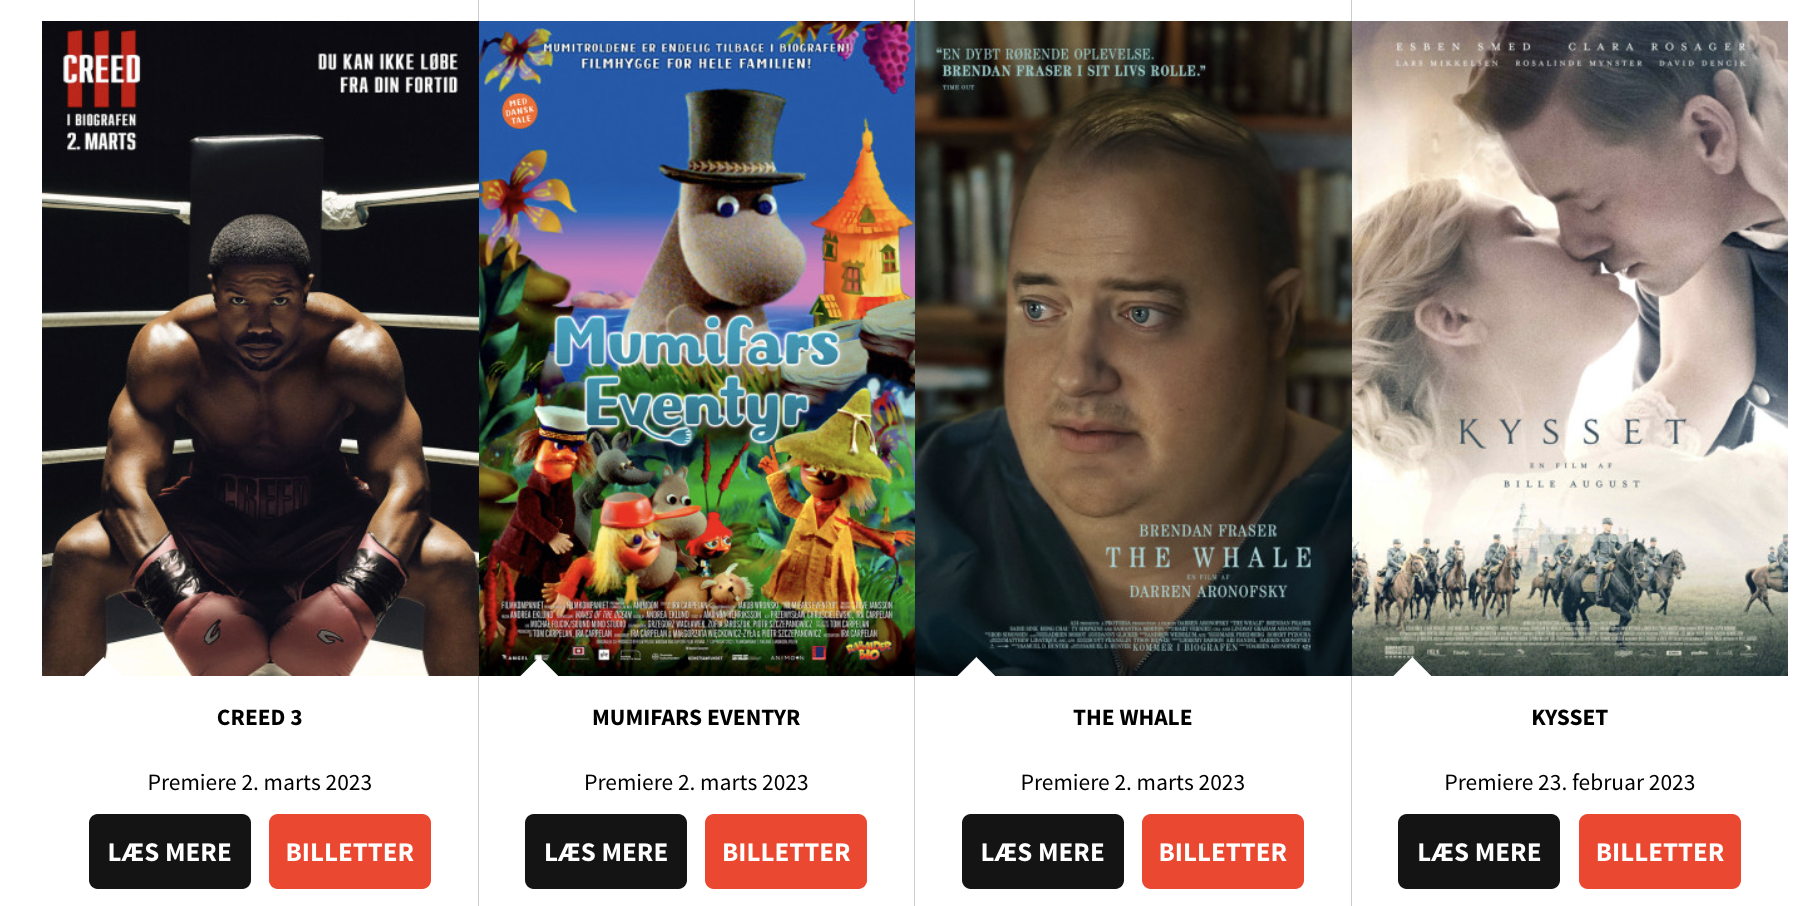 CREED
III
I BIOGRAFEN
2. MARTS
DU KAN IKKE LØBE
FRA DIN FORTID
CREED
MUMITROLDENE ER ENDELIG TILBAGE I BIOGRAFEN!
FILMHYGGE FOR HELE FAMILIEN!
MED
DANSK
TALE
Mumifars
Eventyr
"EN DYBT RØRENDE OPLEVELSE.
BRENDAN FRASER I SIT LIVS ROLLE."
TIME OUT
BRENDAN FRASER
THE WHALE
EN FILM AF
DARREN ARONOFSKY
KOMMER I BIOGRAFEN
ESBEN SMED CLARA ROSAGER
LARS MIKKELSEN ROSALINDE MYNSTER DAVID DENCIK
KYSSET
EN FILM AF
BILLE AUGUST
CREED 3
Premiere 2. marts 2023
LÆS MERE BILLETTER
MUMIFARS EVENTYR
Premiere 2. marts 2023
LÆS MERE BILLETTER
THE WHALE
Premiere 2. marts 2023
LÆS MERE BILLETTER
KYSSET
Premiere 23. februar 2023
LÆS MERE BILLETTER